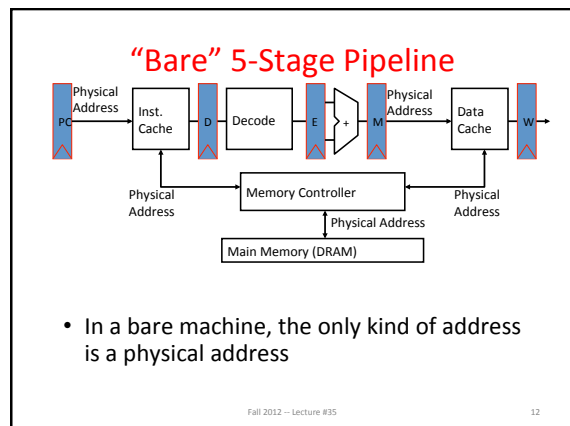 “Bare” 5-Stage Pipeline
Physical
Address
Physical
Address
PC
Inst.
Cache
D
Decode
E
+
M
Data
Cache
W
Physical
Address
Memory Controller
Physical
Address
Physical Address
Main Memory (DRAM)
• In a bare machine, the only kind of address
is a physical address
Fall 2012 -- Lecture #35
12